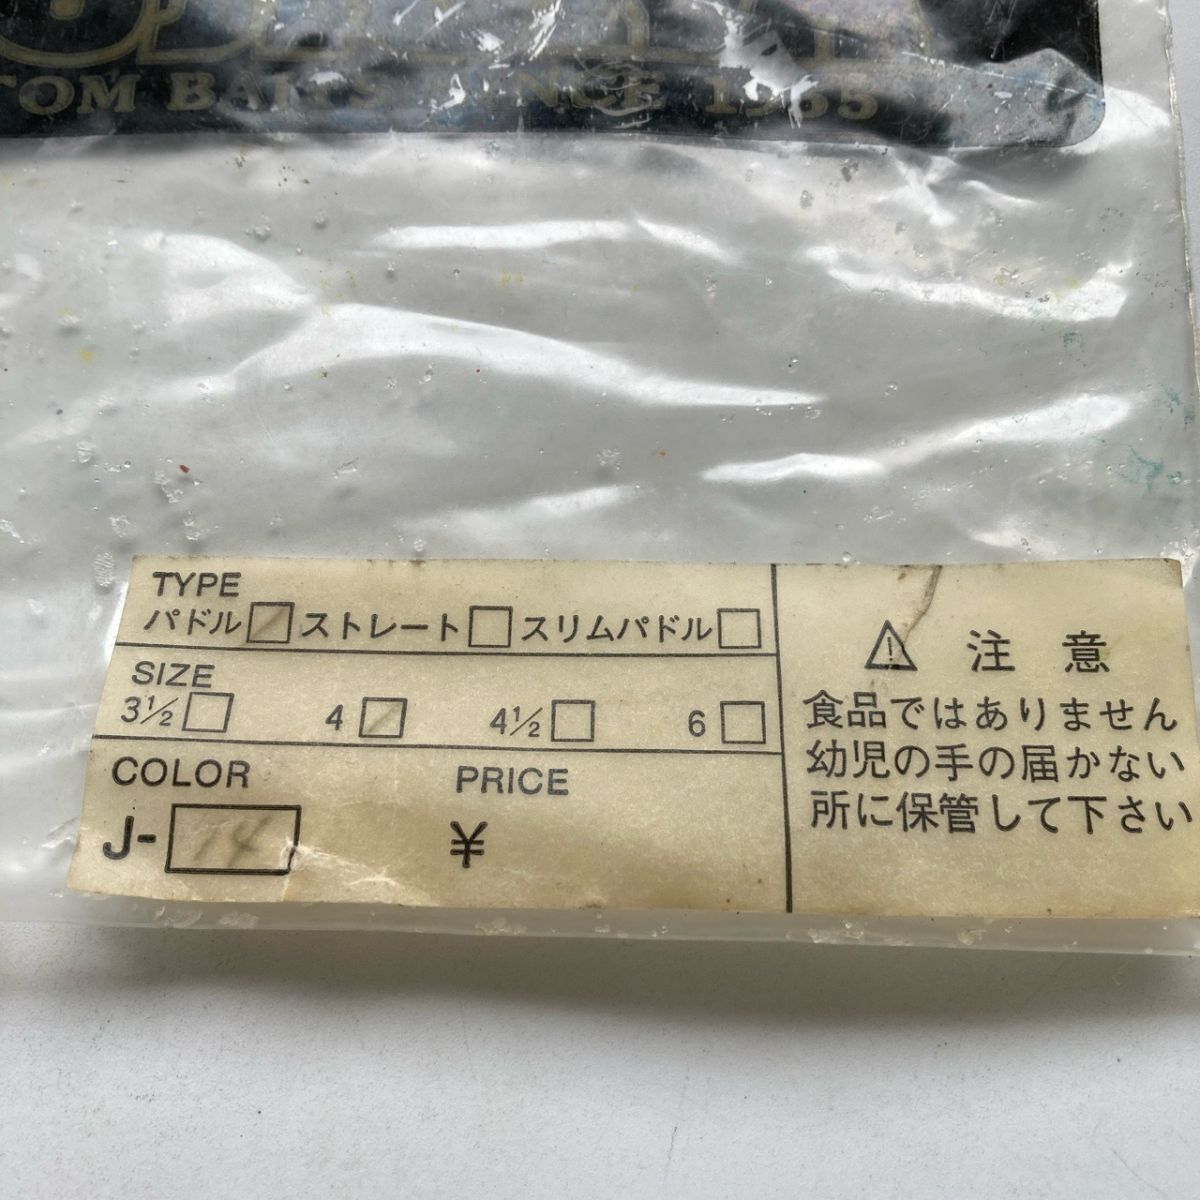 TOM BAITS SINCE 1985
TYPE
パドル ストレート スリムパドル
SIZE
3½ 4 4½ 6
COLOR PRICE
J- 14 ¥
⚠ 注意
食品ではありません
幼児の手の届かない
所に保管して下さい